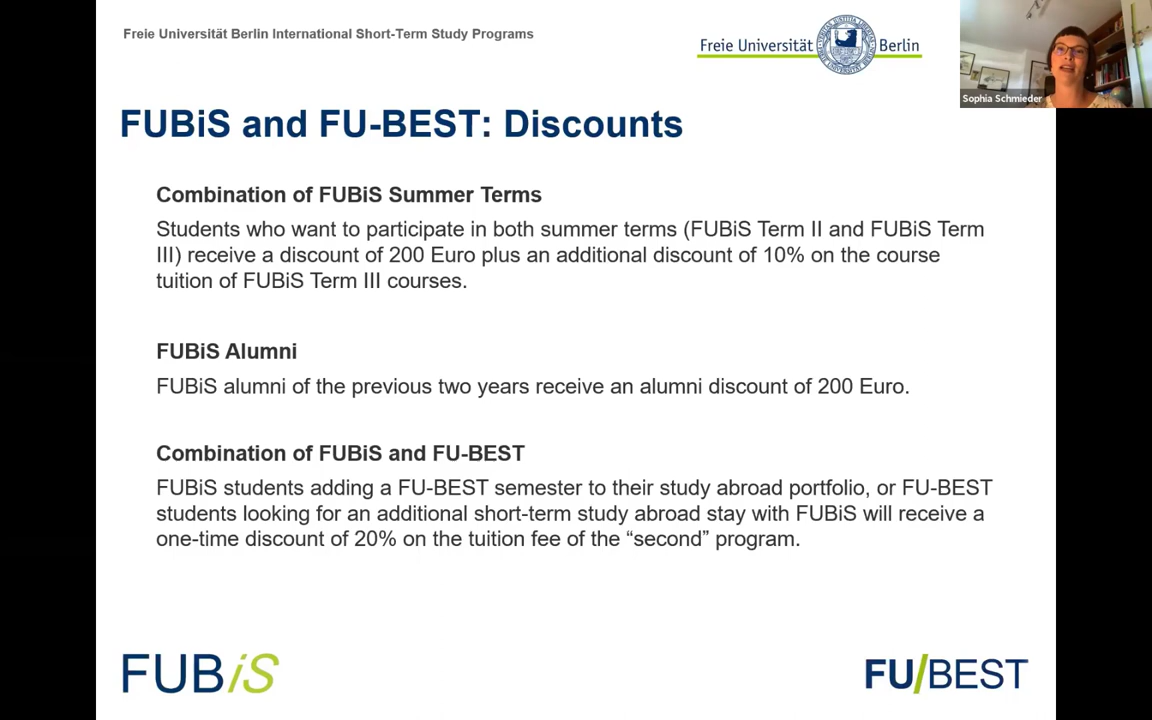 Freie Universität Berlin International Short-Term Study Programs
Freie Universität Berlin
Sophia Schmieder
FUBiS and FU-BEST: Discounts
Combination of FUBiS Summer Terms
Students who want to participate in both summer terms (FUBiS Term II and FUBiS Term
III) receive a discount of 200 Euro plus an additional discount of 10% on the course
tuition of FUBiS Term III courses.
FUBiS Alumni
FUBiS alumni of the previous two years receive an alumni discount of 200 Euro.
Combination of FUBiS and FU-BEST
FUBiS students adding a FU-BEST semester to their study abroad portfolio, or FU-BEST
students looking for an additional short-term study abroad stay with FUBiS will receive a
one-time discount of 20% on the tuition fee of the “second” program.
FUBiS
FU/BEST